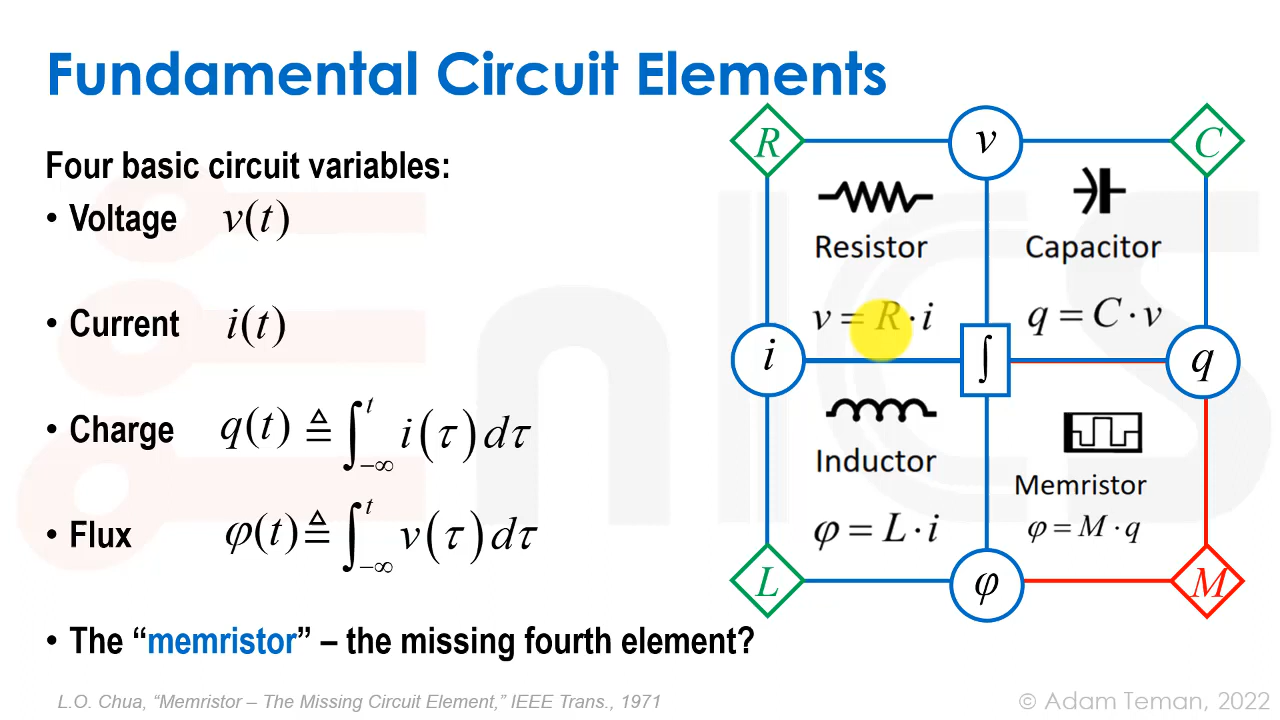 Fundamental Circuit Elements
Four basic circuit variables:
• Voltage v(t)
• Current i(t)
• Charge q(t) ≜ ∫_{−∞}^{t} i(τ)dτ
• Flux φ(t) ≜ ∫_{−∞}^{t} v(τ)dτ
• The “memristor” – the missing fourth element?
R v C
Resistor
v = R·i
Capacitor
q = C·v
i ∫ q
Inductor
φ = L·i
Memristor
φ = M·q
L φ M
L.O. Chua, “Memristor – The Missing Circuit Element,” IEEE Trans., 1971
© Adam Teman, 2022
enICS